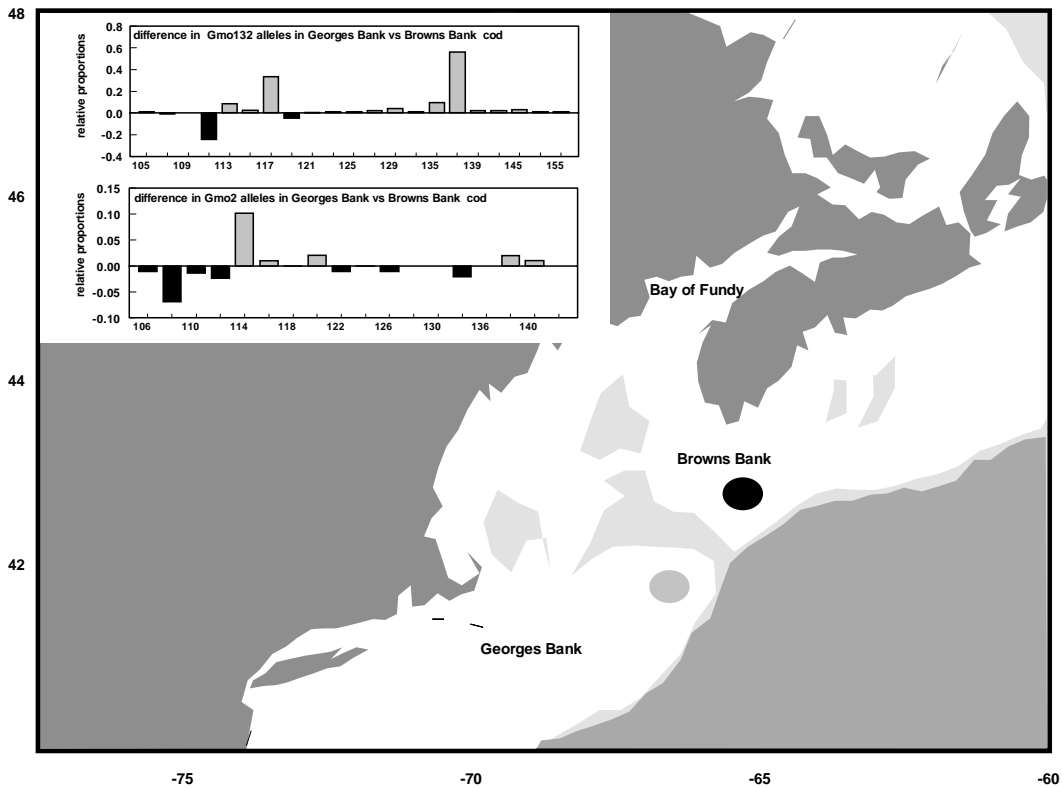 48
46
44
42
difference in Gmo132 alleles in Georges Bank vs Browns Bank cod
relative proportions
0.8
0.6
0.4
0.2
0.0
-0.2
-0.4
105 109 113 117 121 125 129 135 139 145 155
difference in Gmo2 alleles in Georges Bank vs Browns Bank cod
relative proportions
0.15
0.10
0.05
0.00
-0.05
-0.10
106 110 114 118 122 126 130 136 140
Bay of Fundy
Browns Bank
Georges Bank
-75 -70 -65 -60